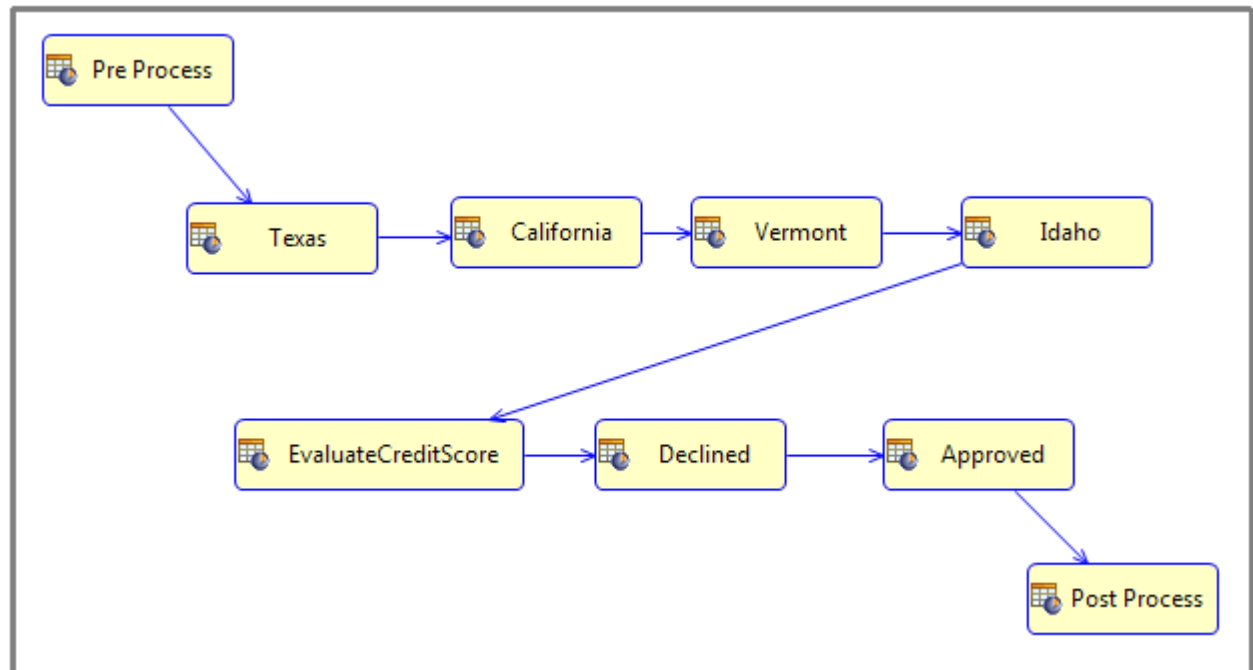 Pre Process
Texas
California
Vermont
Idaho
EvaluateCreditScore
Declined
Approved
Post Process